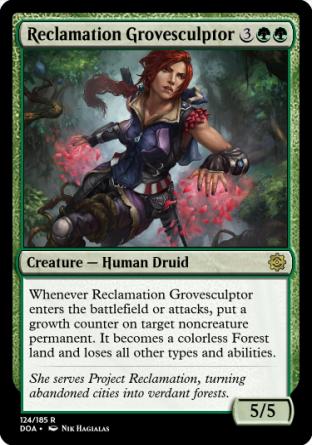 Reclamation Grovesculptor 3
Creature — Human Druid
Whenever Reclamation Grovesculptor
enters the battlefield or attacks, put a
growth counter on target noncreature
permanent. It becomes a colorless Forest
land and loses all other types and abilities.
She serves Project Reclamation, turning
abandoned cities into verdant forests.
5/5
124/185 R
DOA • Nik Hagialas